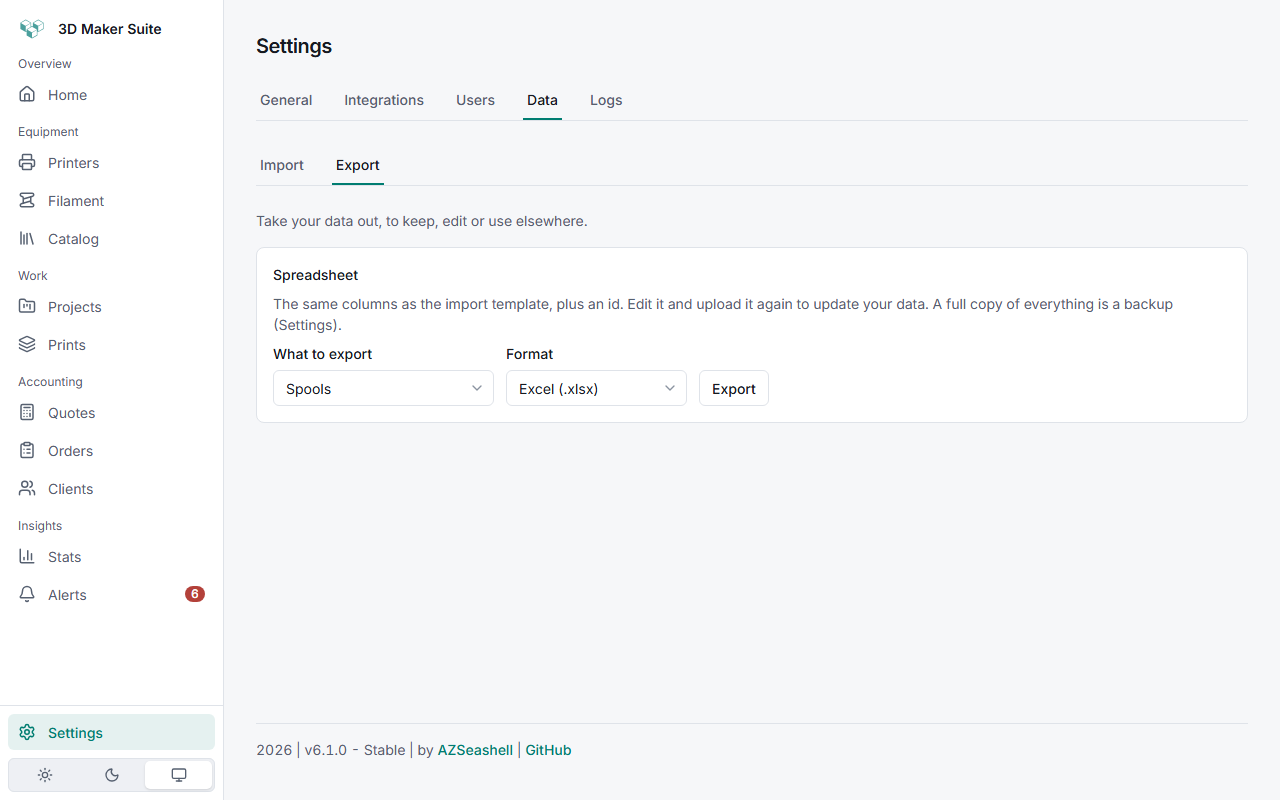 3D Maker Suite
Overview
Home
Equipment
Printers
Filament
Catalog
Work
Projects
Prints
Accounting
Quotes
Orders
Clients
Insights
Stats
Alerts 6
Settings
Settings
General Integrations Users Data Logs
Import Export
Take your data out, to keep, edit or use elsewhere.
Spreadsheet
The same columns as the import template, plus an id. Edit it and upload it again to update your data. A full copy of everything is a backup
(Settings).
What to export Format
Spools Excel (.xlsx) Export
2026 | v6.1.0 - Stable | by AZSeashell | GitHub